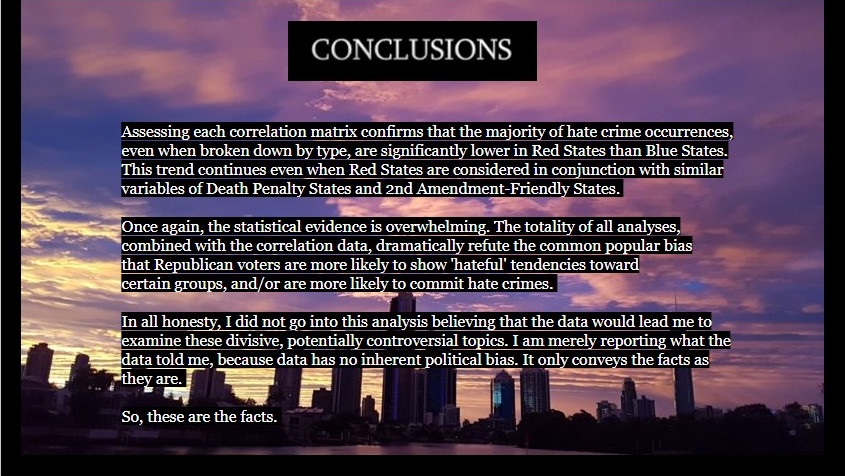 CONCLUSIONS
Assessing each correlation matrix confirms that the majority of hate crime occurrences,
even when broken down by type, are significantly lower in Red States than Blue States.
This trend continues even when Red States are considered in conjunction with similar
variables of Death Penalty States and 2nd Amendment-Friendly States.
Once again, the statistical evidence is overwhelming. The totality of all analyses,
combined with the correlation data, dramatically refute the common popular bias
that Republican voters are more likely to show 'hateful' tendencies toward
certain groups, and/or are more likely to commit hate crimes.
In all honesty, I did not go into this analysis believing that the data would lead me to
examine these divisive, potentially controversial topics. I am merely reporting what the
data told me, because data has no inherent political bias. It only conveys the facts as
they are.
So, these are the facts.